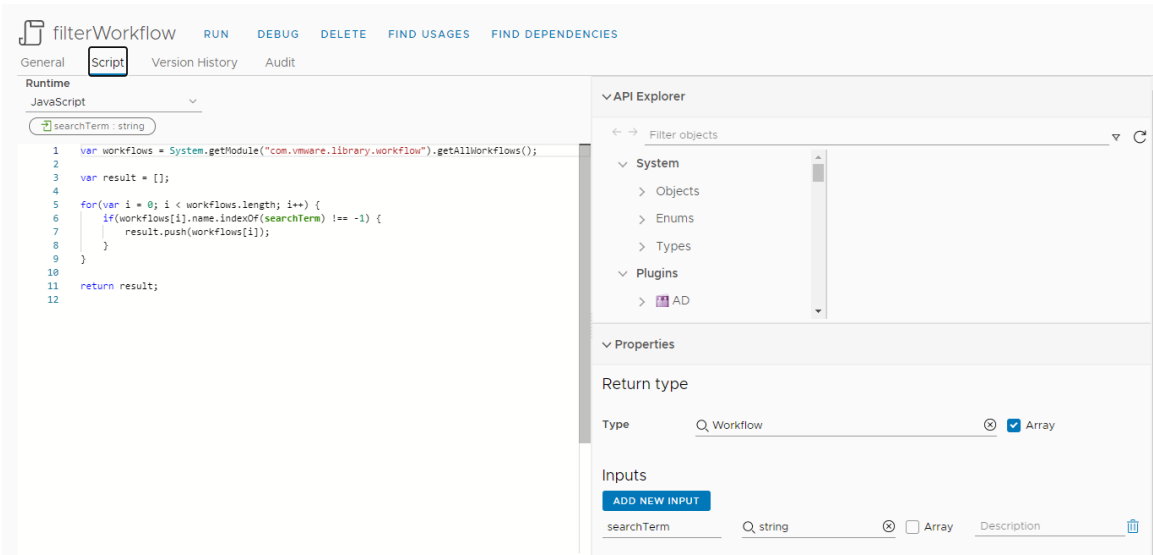 filterWorkflow RUN DEBUG DELETE FIND USAGES FIND DEPENDENCIES
General Script Version History Audit
Runtime
JavaScript
searchTerm : string
1 var workflows = System.getModule("com.vmware.library.workflow").getAllWorkflows();
2
3 var result = [];
4
5 for(var i = 0; i < workflows.length; i++) {
6 if(workflows[i].name.indexOf(searchTerm) !== -1) {
7 result.push(workflows[i]);
8 }
9 }
10
11 return result;
12
API Explorer
Filter objects
System
Objects
Enums
Types
Plugins
AD
Properties
Return type
Type Workflow Array
Inputs
ADD NEW INPUT
searchTerm string Array Description